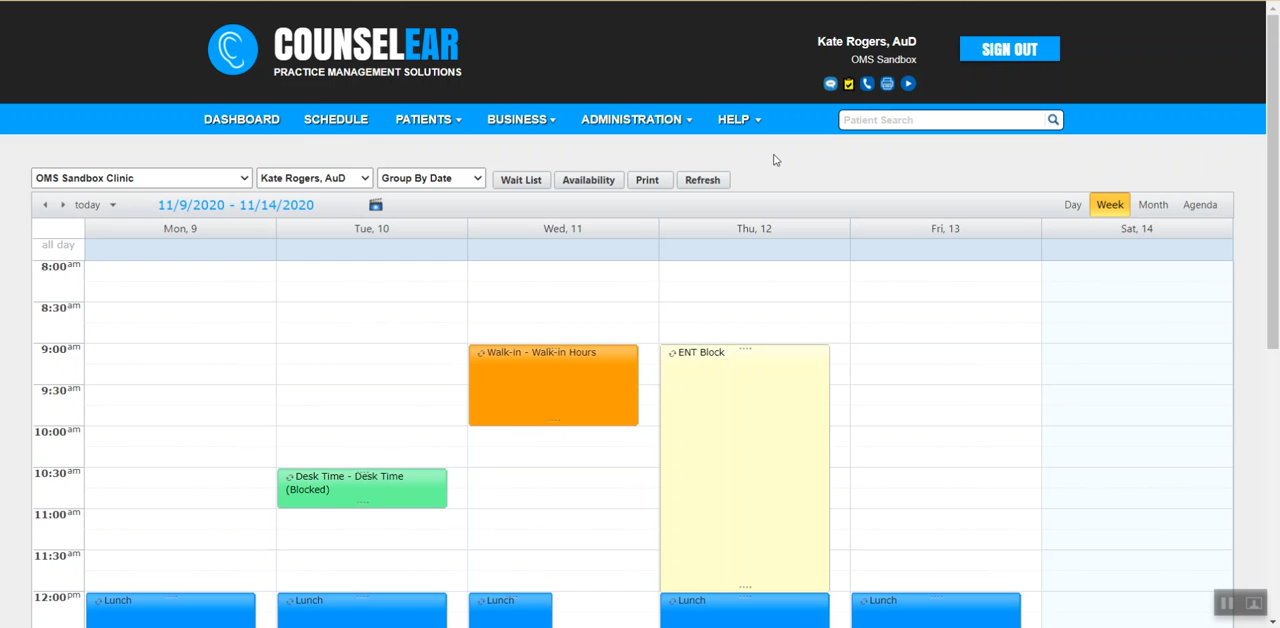 COUNSELEAR
PRACTICE MANAGEMENT SOLUTIONS
Kate Rogers, AuD
OMS Sandbox
SIGN OUT
DASHBOARD SCHEDULE PATIENTS BUSINESS ADMINISTRATION HELP Patient Search
OMS Sandbox Clinic Kate Rogers, AuD Group By Date Wait List Availability Print Refresh
today 11/9/2020 - 11/14/2020 Day Week Month Agenda
Mon, 9 Tue, 10 Wed, 11 Thu, 12 Fri, 13 Sat, 14
all day
8:00am
8:30am
9:00am Walk-in - Walk-in Hours ENT Block
9:30am
10:00am
10:30am Desk Time - Desk Time
(Blocked)
11:00am
11:30am
12:00pm Lunch Lunch Lunch Lunch Lunch